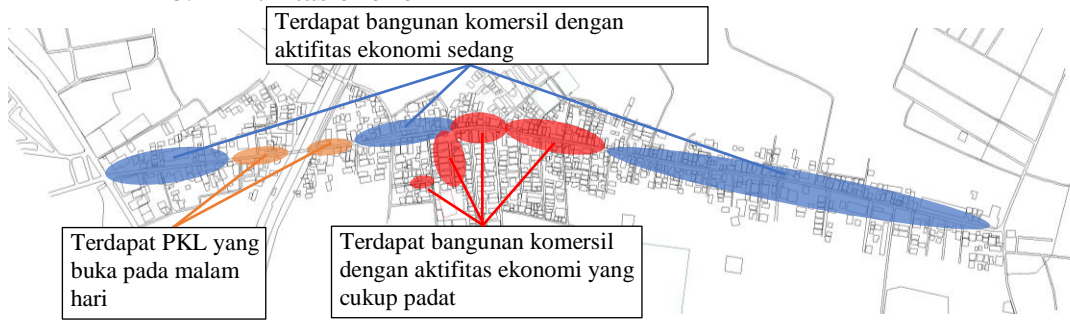 Terdapat bangunan komersil dengan
aktifitas ekonomi sedang
Terdapat PKL yang
buka pada malam
hari
Terdapat bangunan komersil
dengan aktifitas ekonomi yang
cukup padat